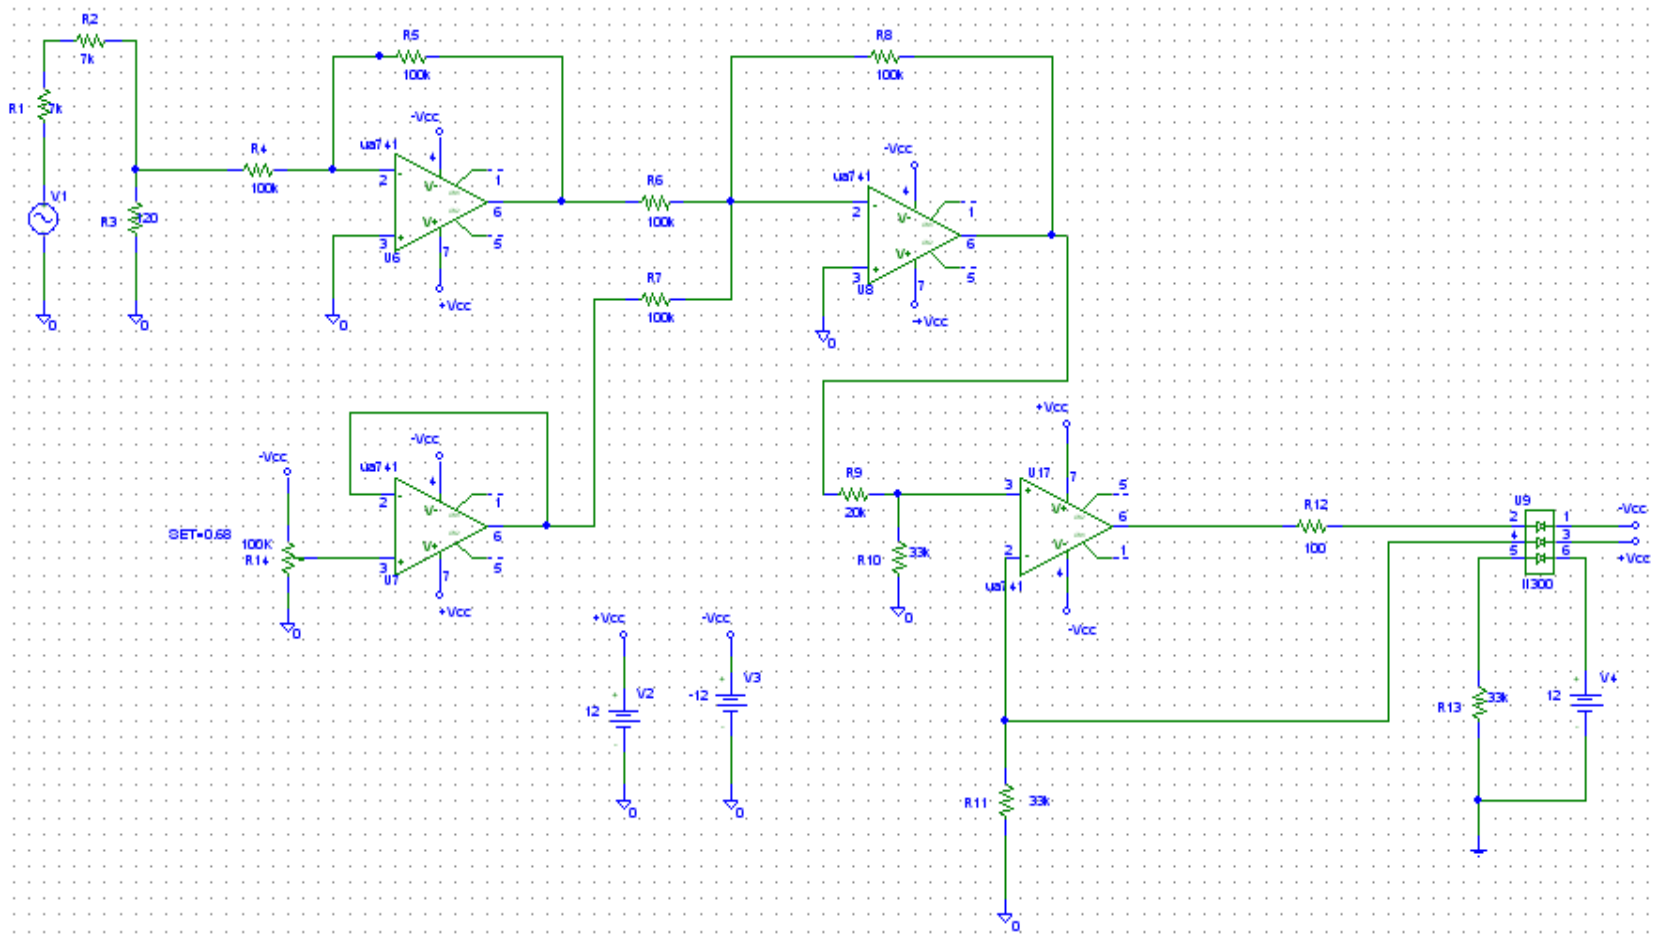 R2
7k
R1
7k
V1
R3
120
0
0
R4
100k
R5
100k
-Vcc
ua741
4
2
-
V-
1
6
V+
5
3
+
U6
7
+Vcc
0
R6
100k
R7
100k
R8
100k
-Vcc
ua741
4
2
-
V-
1
6
V+
5
3
+
U8
7
+Vcc
0
-Vcc
SET=0.68
100K
R14
0
-Vcc
ua741
4
2
-
V-
1
6
V+
5
3
+
U7
7
+Vcc
R9
20k
R10
33k
0
+Vcc
U17
7
3
+
V+
5
6
V-
1
2
-
4
ua741
-Vcc
R12
100
U9
2
1
4
3
5
6
-Vcc
+Vcc
Il300
+Vcc
+
V2
12
-
0
-Vcc
+
V3
-12
-
0
R11
33k
0
R13
33k
+
V4
12
-